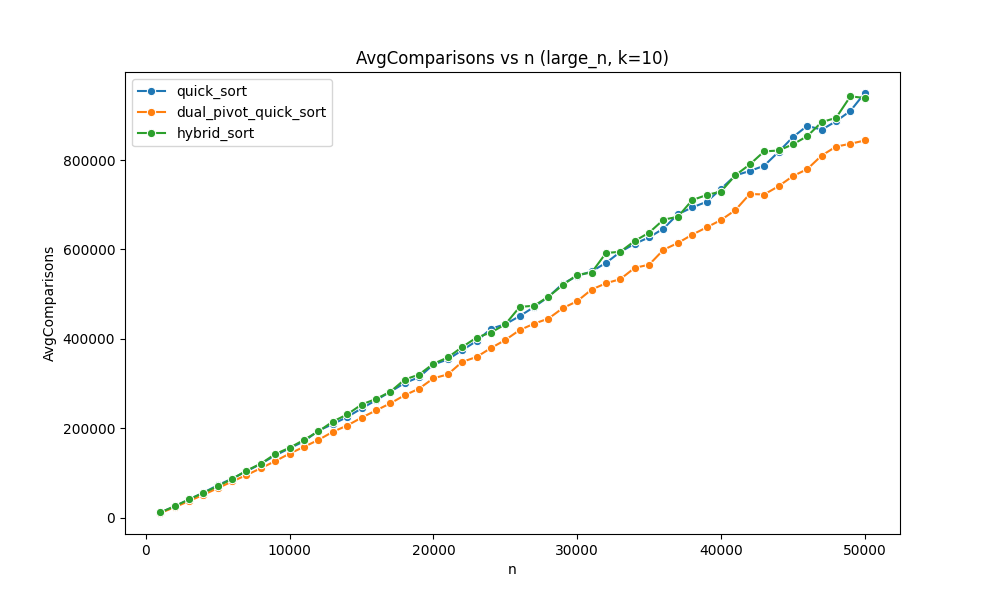 AvgComparisons vs n (large_n, k=10)
quick_sort
dual_pivot_quick_sort
hybrid_sort
AvgComparisons
800000
600000
400000
200000
0
0 10000 20000 30000 40000 50000
n